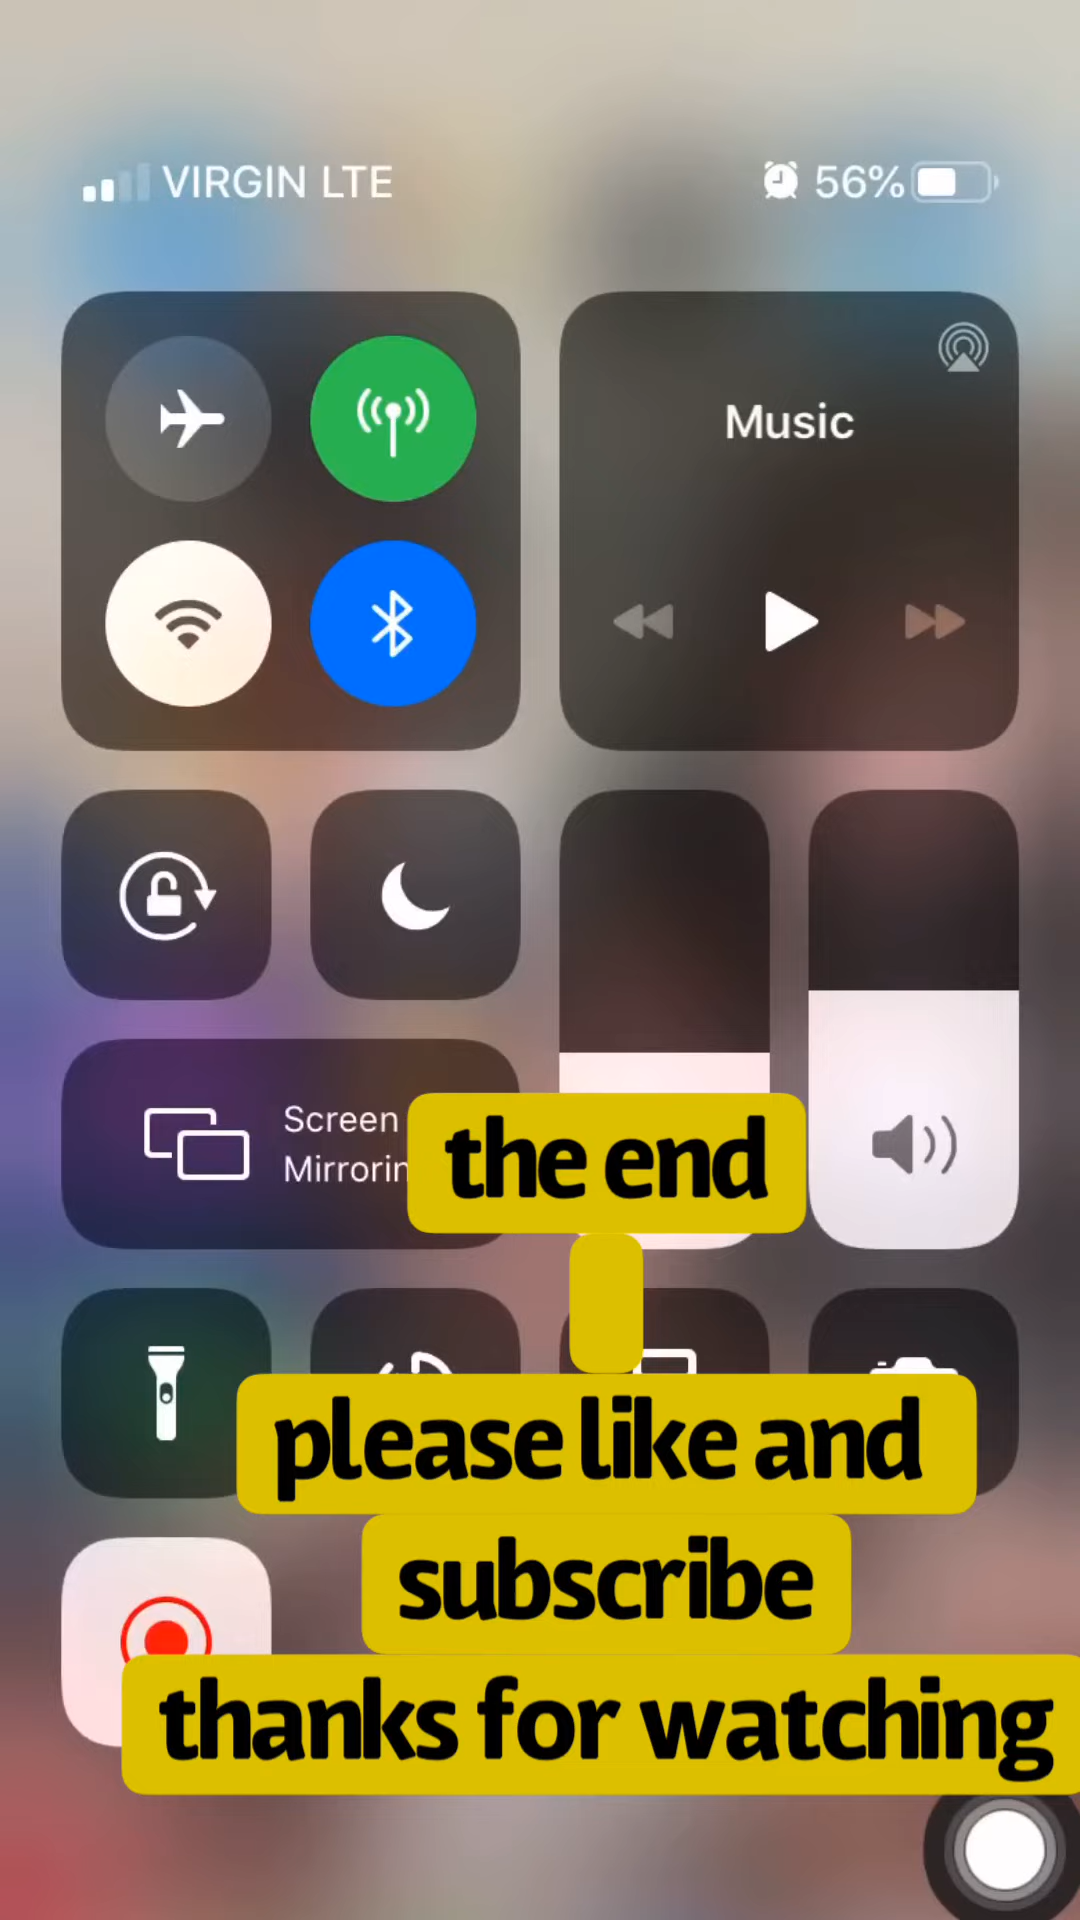 VIRGIN LTE
56%
Music
Screen
Mirrorin
the end
please like and
subscribe
thanks for watching